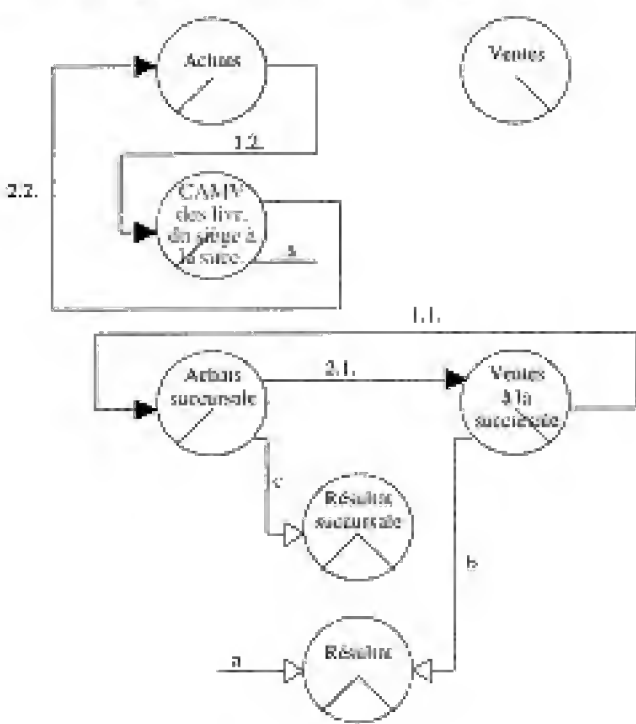 Achats
Ventes
1.2.
2.2.
CAMV
des livr.
du siège à
la succ.
a
1.1.
Achats
succursale
2.1.
Ventes
à la
succursale
c
Résultat
succursale
b
Résultat
a